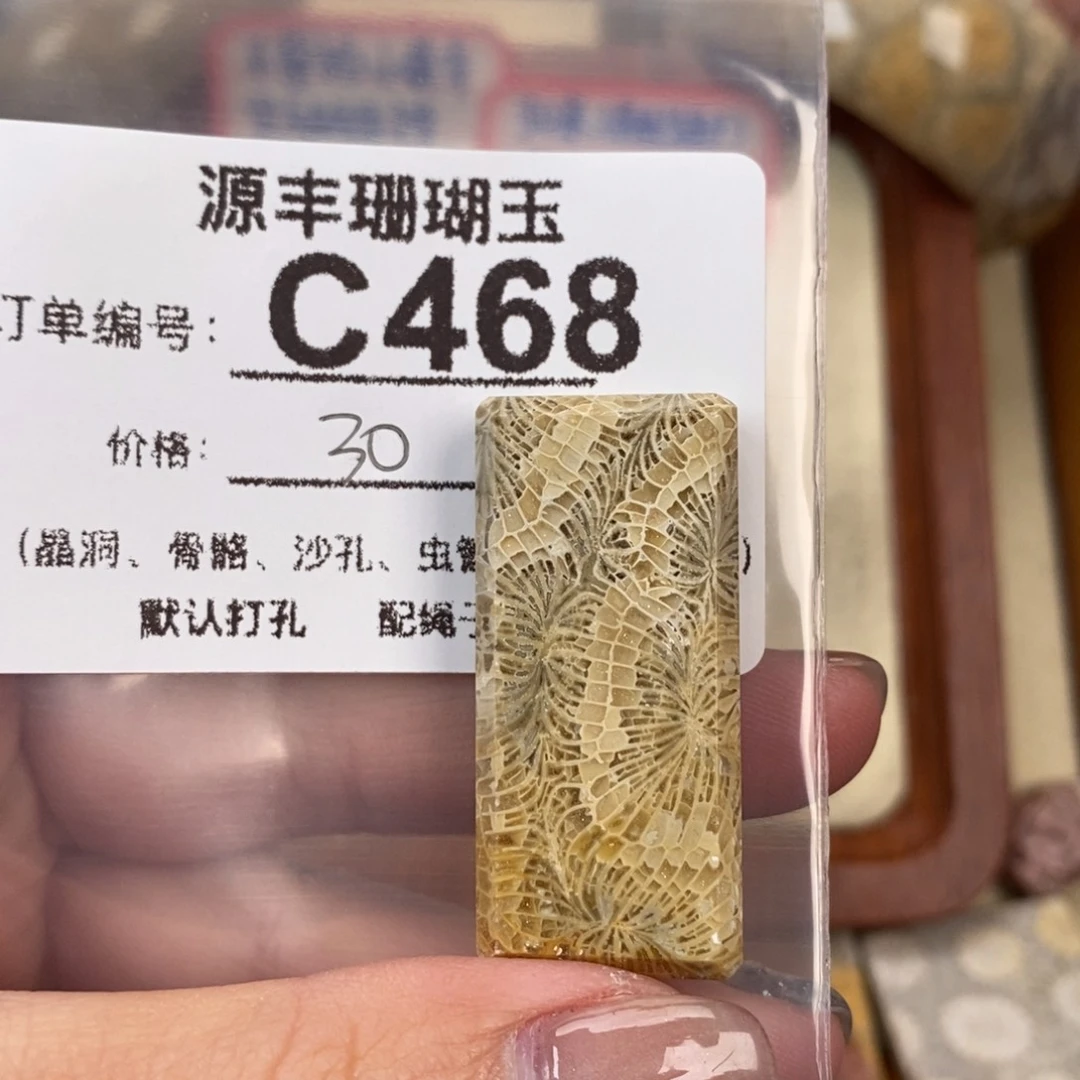 源丰珊瑚玉
订单编号: C468
价格: 30
(晶洞、骨骼、沙孔、虫 )
默认打孔 配绳